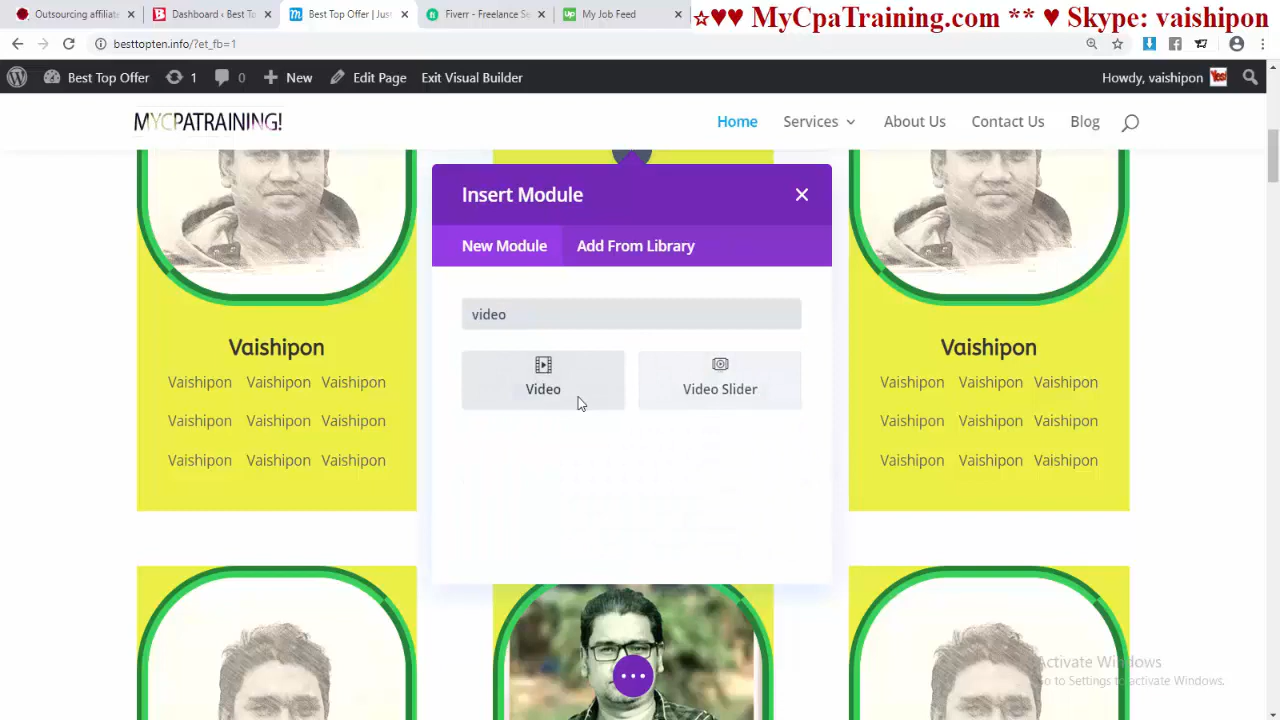 Outsourcing affiliate
Dashboard ‹ Best To
Best Top Offer | Just
Fiverr - Freelance Se
My Job Feed
☆♥♥ MyCpaTraining.com ** ♥ Skype: vaishipon
besttopten.info/?et_fb=1
Best Top Offer
1
0
New
Edit Page
Exit Visual Builder
Howdy, vaishipon
MYCPATRAINING!
Home
Services
About Us
Contact Us
Blog
Insert Module
New Module
Add From Library
video
Video
Video Slider
Vaishipon
Vaishipon Vaishipon Vaishipon
Vaishipon Vaishipon Vaishipon
Vaishipon Vaishipon Vaishipon
Vaishipon
Vaishipon Vaishipon Vaishipon
Vaishipon Vaishipon Vaishipon
Vaishipon Vaishipon Vaishipon
Activate Windows
Go to Settings to activate Windows.